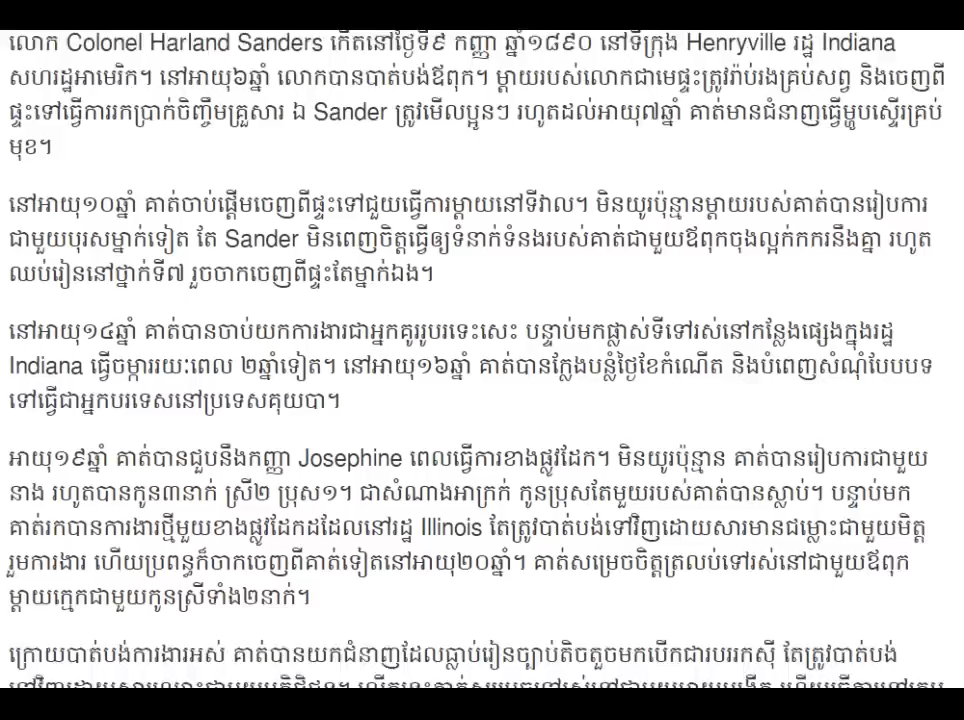 លោក Colonel Harland Sanders កើតនៅថ្ងៃទី៩ កញ្ញា ឆ្នាំ១៨៩០ នៅទីក្រុង Henryville រដ្ឋ Indiana
សហរដ្ឋអាមេរិក។ នៅអាយុ៦ឆ្នាំ លោកបានបាត់បង់ឪពុក។ ម្តាយរបស់លោកជាមេផ្ទះត្រូវរ៉ាប់រងគ្រប់សព្វ និងចេញពី
ផ្ទះទៅធ្វើការរកប្រាក់ចិញ្ចឹមគ្រួសារ ឯ Sander ត្រូវមើលប្អូនៗ រហូតដល់អាយុ៧ឆ្នាំ គាត់មានជំនាញធ្វើម្ហូបស្ទើរគ្រប់
មុខ។
នៅអាយុ១០ឆ្នាំ គាត់ចាប់ផ្តើមចេញពីផ្ទះទៅជួយធ្វើការម្តាយនៅទីវាល។ មិនយូរប៉ុន្មានម្តាយរបស់គាត់បានរៀបការ
ជាមួយបុរសម្នាក់ទៀត តែ Sander មិនពេញចិត្តធ្វើឲ្យទំនាក់ទំនងរបស់គាត់ជាមួយឪពុកចុងល្អក់កករនឹងគ្នា រហូត
ឈប់រៀននៅថ្នាក់ទី៧ រួចចាកចេញពីផ្ទះតែម្នាក់ឯង។
នៅអាយុ១៤ឆ្នាំ គាត់បានចាប់យកការងារជាអ្នកគូររូបរទេះសេះ បន្ទាប់មកផ្លាស់ទីទៅរស់នៅកន្លែងផ្សេងក្នុងរដ្ឋ
Indiana ធ្វើចម្ការរយៈពេល ២ឆ្នាំទៀត។ នៅអាយុ១៦ឆ្នាំ គាត់បានក្លែងបន្លំថ្ងៃខែកំណើត និងបំពេញសំណុំបែបបទ
ទៅធ្វើជាអ្នកបរទេសនៅប្រទេសគុយបា។
អាយុ១៩ឆ្នាំ គាត់បានជួបនឹងកញ្ញា Josephine ពេលធ្វើការខាងផ្លូវដែក។ មិនយូរប៉ុន្មាន គាត់បានរៀបការជាមួយ
នាង រហូតបានកូន៣នាក់ ស្រី២ ប្រុស១។ ជាសំណាងអាក្រក់ កូនប្រុសតែមួយរបស់គាត់បានស្លាប់។ បន្ទាប់មក
គាត់រកបានការងារថ្មីមួយខាងផ្លូវដែកដដែលនៅរដ្ឋ Illinois តែត្រូវបាត់បង់ទៅវិញដោយសារមានជម្លោះជាមួយមិត្ត
រួមការងារ ហើយប្រពន្ធក៏ចាកចេញពីគាត់ទៀតនៅអាយុ២០ឆ្នាំ។ គាត់សម្រេចចិត្តត្រលប់ទៅរស់នៅជាមួយឪពុក
ម្តាយក្មេកជាមួយកូនស្រីទាំង២នាក់។
ក្រោយបាត់បង់ការងារអស់ គាត់បានយកជំនាញដែលធ្លាប់រៀនច្បាប់តិចតួចមកបើកជារបររកស៊ី តែត្រូវបាត់បង់